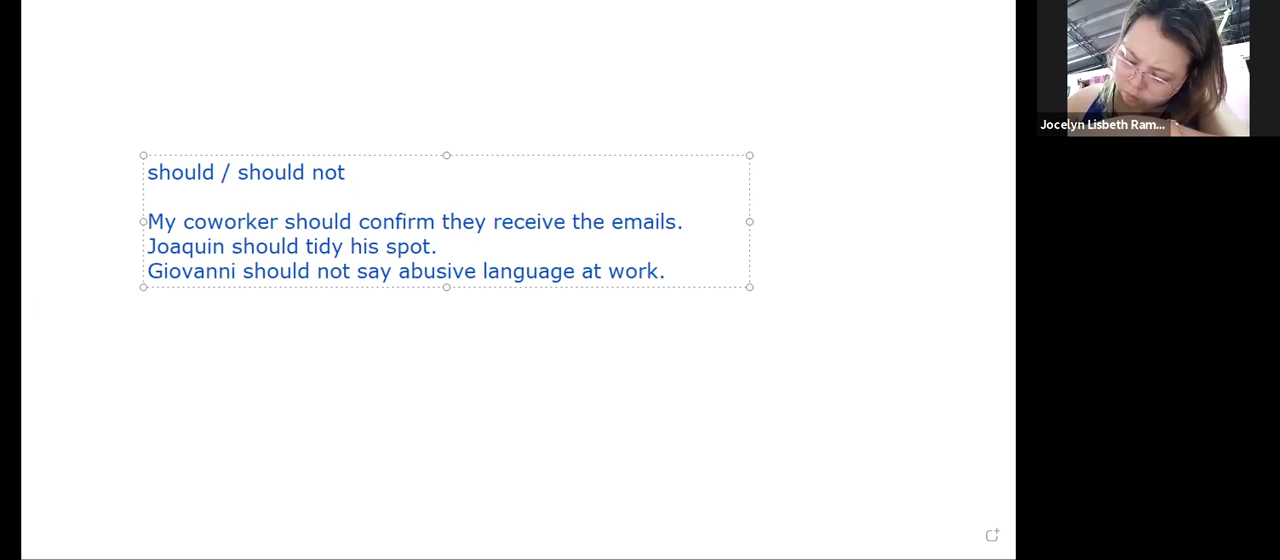 should / should not
My coworker should confirm they receive the emails.
Joaquin should tidy his spot.
Giovanni should not say abusive language at work.
Jocelyn Lisbeth Ram...